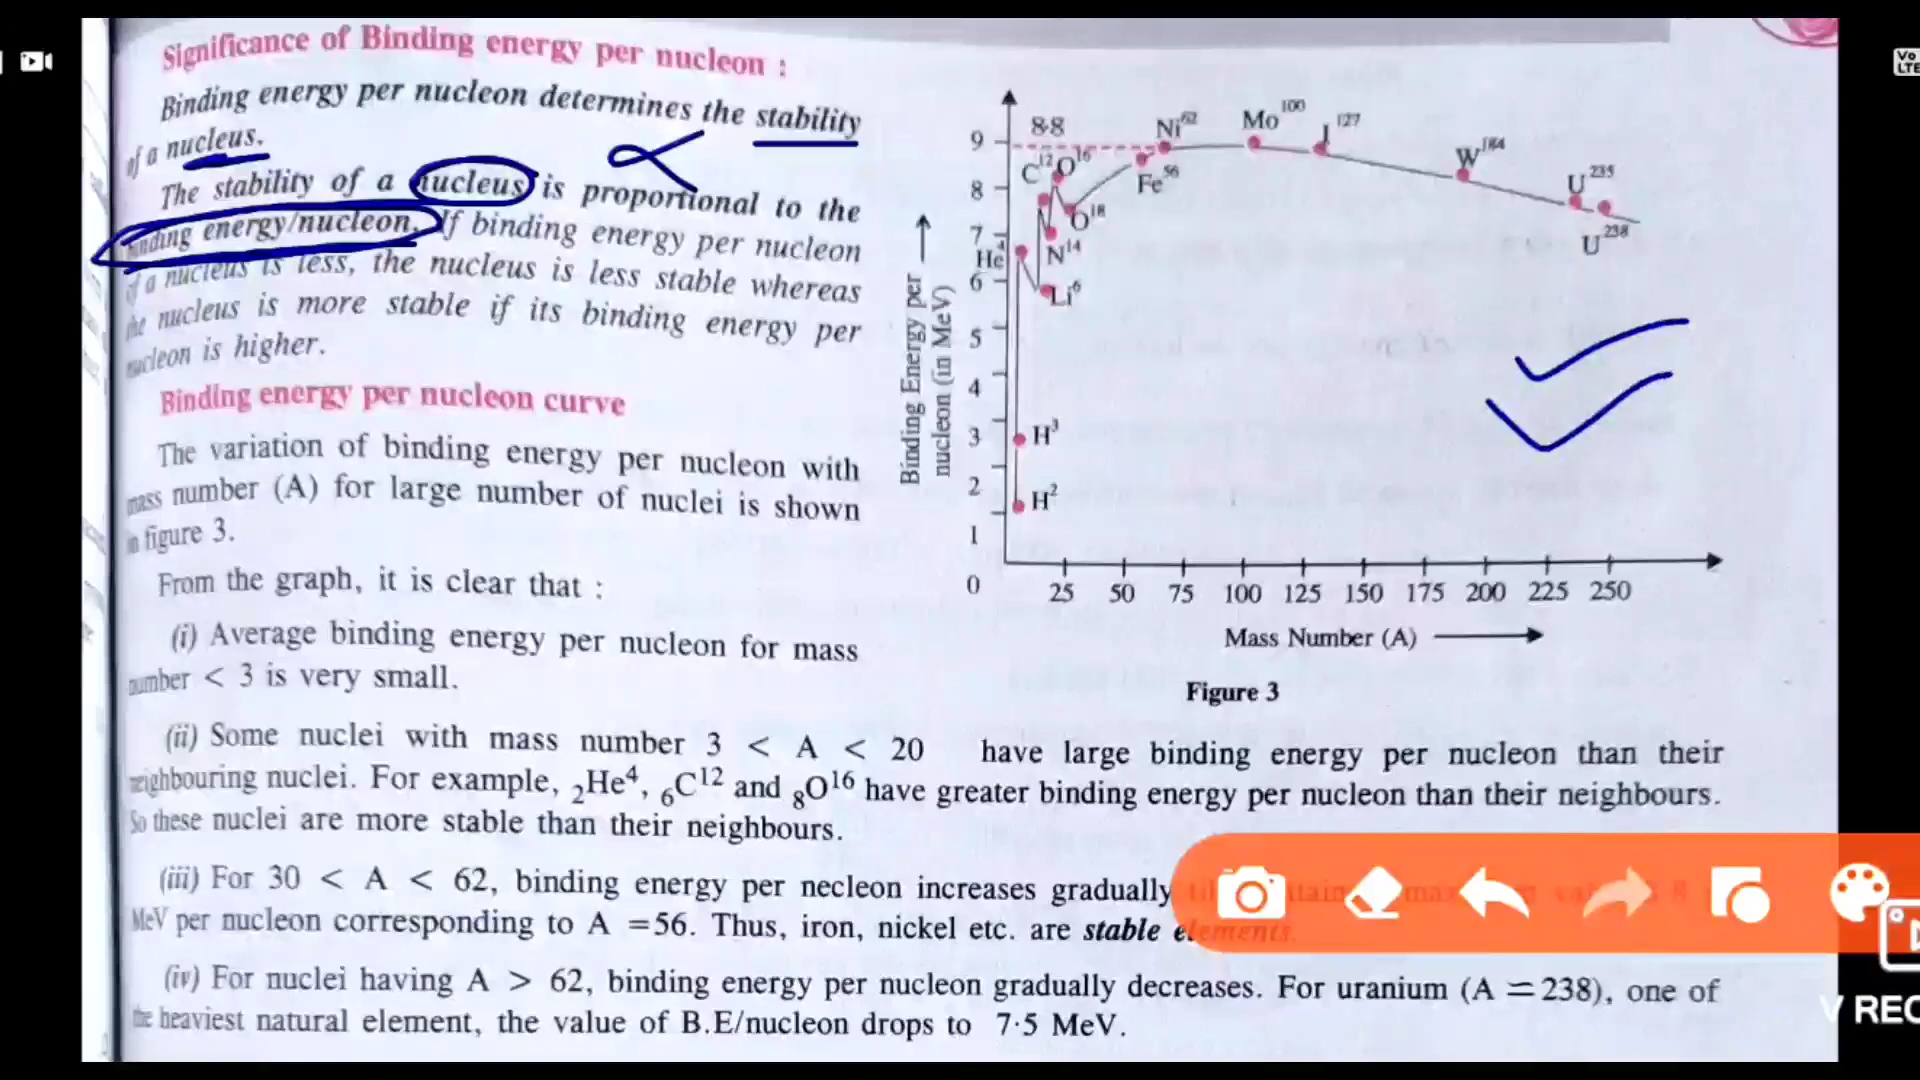 Significance of Binding energy per nucleon :
Binding energy per nucleon determines the stability
of a nucleus.
The stability of a nucleus is proportional to the
binding energy/nucleon. If binding energy per nucleon
of a nucleus is less, the nucleus is less stable whereas
the nucleus is more stable if its binding energy per
nucleon is higher.
Binding energy per nucleon curve
The variation of binding energy per nucleon with
mass number (A) for large number of nuclei is shown
in figure 3.
From the graph, it is clear that :
(i) Average binding energy per nucleon for mass
number < 3 is very small.
Binding Energy per
nucleon (in MeV)
9
8
7
6
5
4
3
2
1
0
8·8
C¹²
O¹⁶
Ni⁶²
Mo¹⁰⁰
I¹²⁷
Fe⁵⁶
W¹⁸⁴
U²³⁵
U²³⁸
O¹⁸
N¹⁴
He⁴
Li⁶
H³
H²
25 50 75 100 125 150 175 200 225 250
Mass Number (A)
Figure 3
(ii) Some nuclei with mass number 3 < A < 20 have large binding energy per nucleon than their
neighbouring nuclei. For example, ₂He⁴, ₆C¹² and ₈O¹⁶ have greater binding energy per nucleon than their neighbours.
So these nuclei are more stable than their neighbours.
(iii) For 30 < A < 62, binding energy per necleon increases gradually
MeV per nucleon corresponding to A =56. Thus, iron, nickel etc. are stable elements.
(iv) For nuclei having A > 62, binding energy per nucleon gradually decreases. For uranium (A = 238), one of
the heaviest natural element, the value of B.E/nucleon drops to 7·5 MeV.
Vo
LTE
V REC